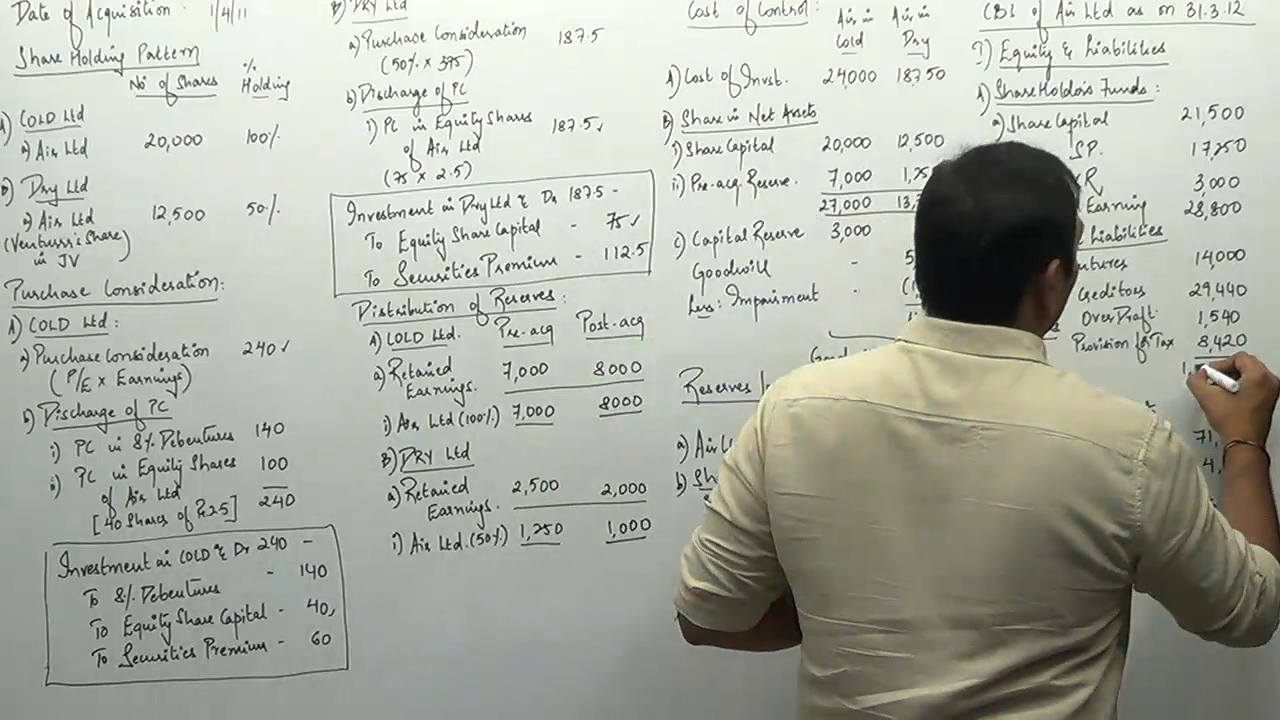 Date of Acquisition : 1/4/11
Share Holding Pattern
No of Shares % Holding
A) COLD Ltd
a) Air Ltd 20,000 100%
B) Dry Ltd
a) Air Ltd 12,500 50%
(Venturer's Share)
in JV
Purchase Consideration:
A) COLD Ltd:
a) Purchase Consideration 240 ✓
(P/E x Earnings)
b) Discharge of PC
i) PC in 8% Debentures 140
ii) PC in Equity Shares 100
of Air Ltd
[40 Shares of Rs.2.5] 240
Investment in COLD Dr 240 -
To 8% Debentures - 140
To Equity Share Capital - 40 ✓
To Securities Premium - 60
B) DRY Ltd
a) Purchase Consideration 187.5
(50% x 375)
b) Discharge of PC
i) PC in Equity Shares 187.5 ✓
of Air Ltd
(75 x 2.5)
Investment in Dry Ltd Dr 187.5 -
To Equity Share Capital - 75 ✓
To Securities Premium - 112.5
Distribution of Reserves:
A) COLD Ltd. Pre-acq Post-acq
a) Retained 7,000 8000
Earnings.
i) Air Ltd (100%) 7,000 8000
B) DRY Ltd
a) Retained 2,500 2,000
Earnings.
i) Air Ltd. (50%) 1,250 1,000
Cost of Control: Air in Cold Air in Dry
A) Cost of Invst. 24000 18750
B) Share in Net Assets
i) Share Capital 20,000 12,500
ii) Pre-acq. Reserve. 7,000
27,000
C) Capital Reserve 3,000
Goodwill -
Less: Impairment -
Reserves
a) Air
b)
CBS of Air Ltd as on 31.3.12
I) Equity & Liabilities
1) ShareHolders Funds:
a) Share Capital 21,500
SP. 17,250
3,000
Earning 28,800
Liabilities
14,000
Creditors 29,440
OverDraft 1,540
Provision for Tax 8,420